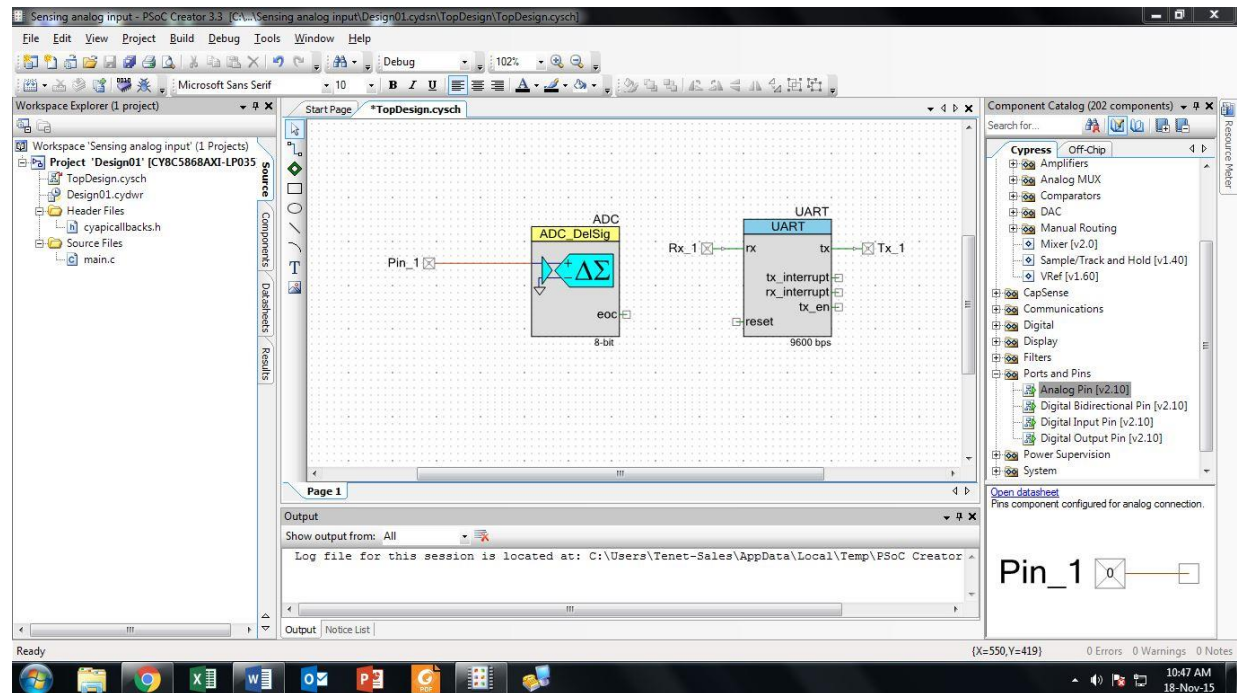 Sensing analog input - PSoC Creator 3.3 [C:\...\Sensing analog input\Design01.cydsn\TopDesign\TopDesign.cysch]
File Edit View Project Build Debug Tools Window Help
Debug 102%
Microsoft Sans Serif 10 B I U A
Workspace Explorer (1 project)
Workspace 'Sensing analog input' (1 Projects)
Project 'Design01' [CY8C5868AXI-LP035
TopDesign.cysch
Design01.cydwr
Header Files
cyapicallbacks.h
Source Files
main.c
Source
Components
Datasheets
Results
Start Page *TopDesign.cysch
T
ADC
ADC_DelSig
Pin_1
ΔΣ
eoc
8-bit
UART
UART
Rx_1 rx tx Tx_1
tx_interrupt
rx_interrupt
tx_en
reset
9600 bps
Page 1
Output
Show output from: All
Log file for this session is located at: C:\Users\Tenet-Sales\AppData\Local\Temp\PSoC Creator
Output Notice List
Component Catalog (202 components)
Search for...
Cypress Off-Chip
Amplifiers
Analog MUX
Comparators
DAC
Manual Routing
Mixer [v2.0]
Sample/Track and Hold [v1.40]
VRef [v1.60]
CapSense
Communications
Digital
Display
Filters
Ports and Pins
Analog Pin [v2.10]
Digital Bidirectional Pin [v2.10]
Digital Input Pin [v2.10]
Digital Output Pin [v2.10]
Power Supervision
System
Open datasheet
Pins component configured for analog connection.
Pin_1 0
Resource Meter
Ready {X=550,Y=419} 0 Errors 0 Warnings 0 Notes
PDF
10:47 AM
18-Nov-15